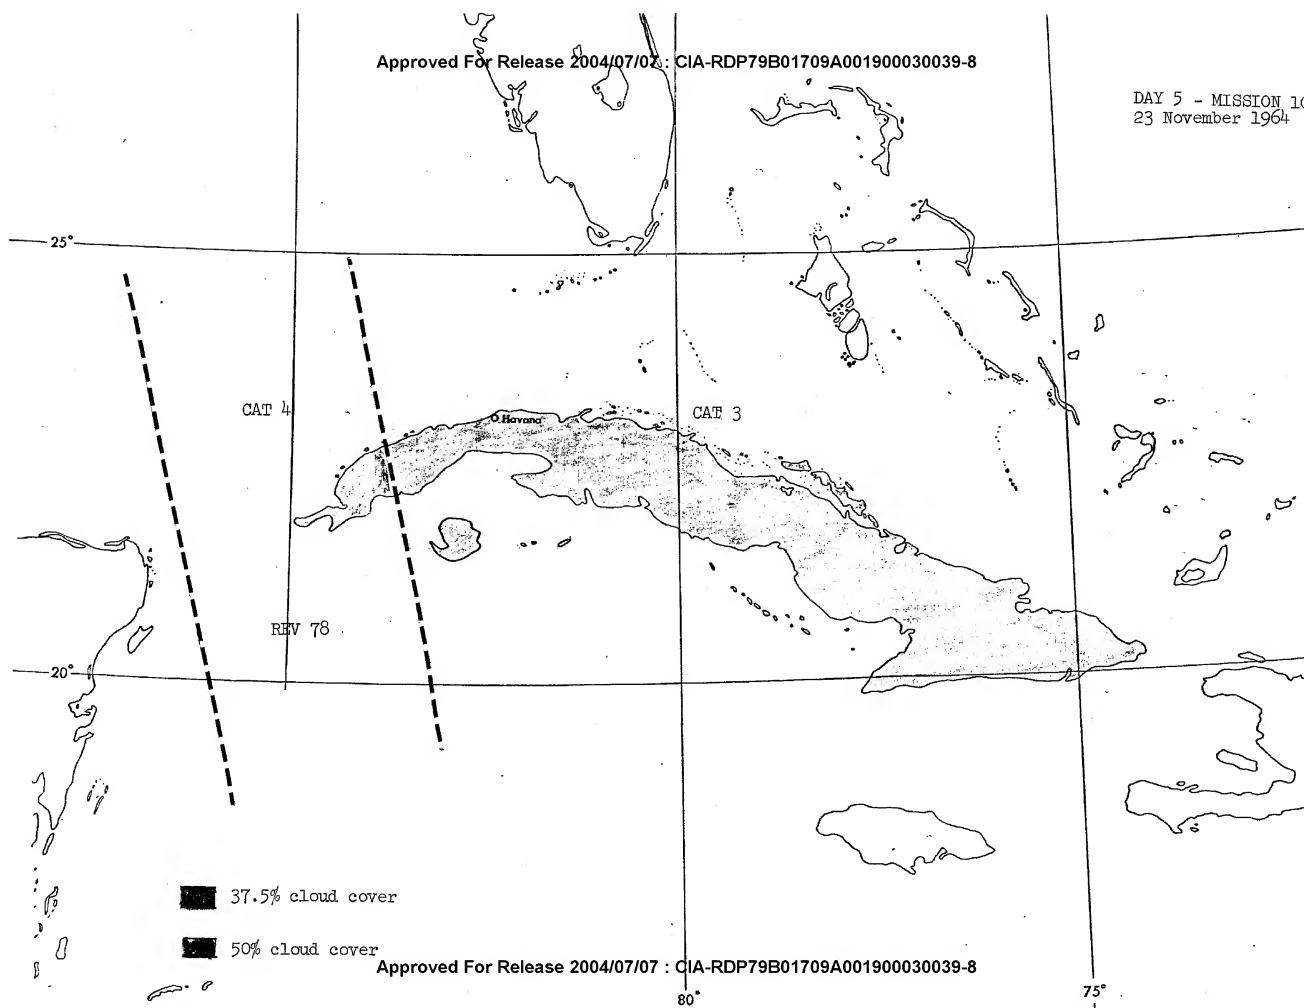 Approved For Release 2004/07/07 : CIA-RDP79B01709A001900030039-8
DAY 5 - MISSION
23 November 1964
25°
CAT 4
Havana
CAT 3
REV 78
20°
37.5% cloud cover
50% cloud cover
Approved For Release 2004/07/07 : CIA-RDP79B01709A001900030039-8
80°
75°